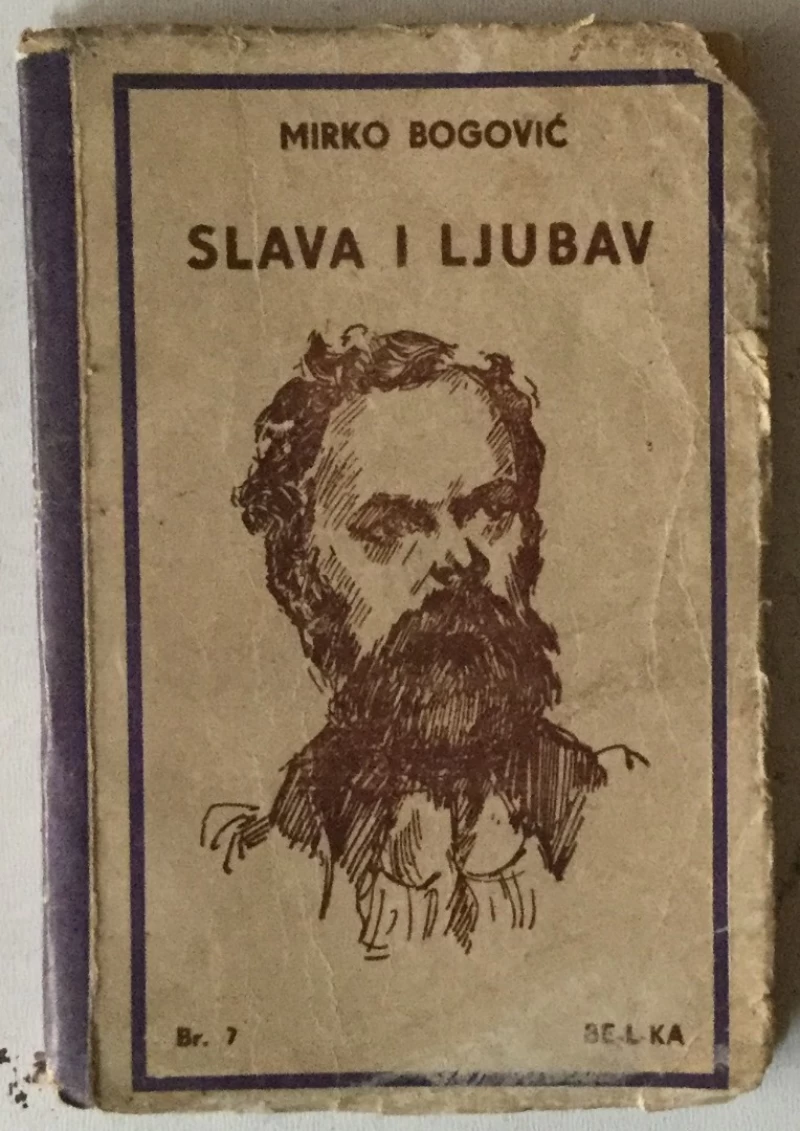 MIRKO BOGOVIĆ
SLAVA I LJUBAV
Br. 7
BE-L-KA